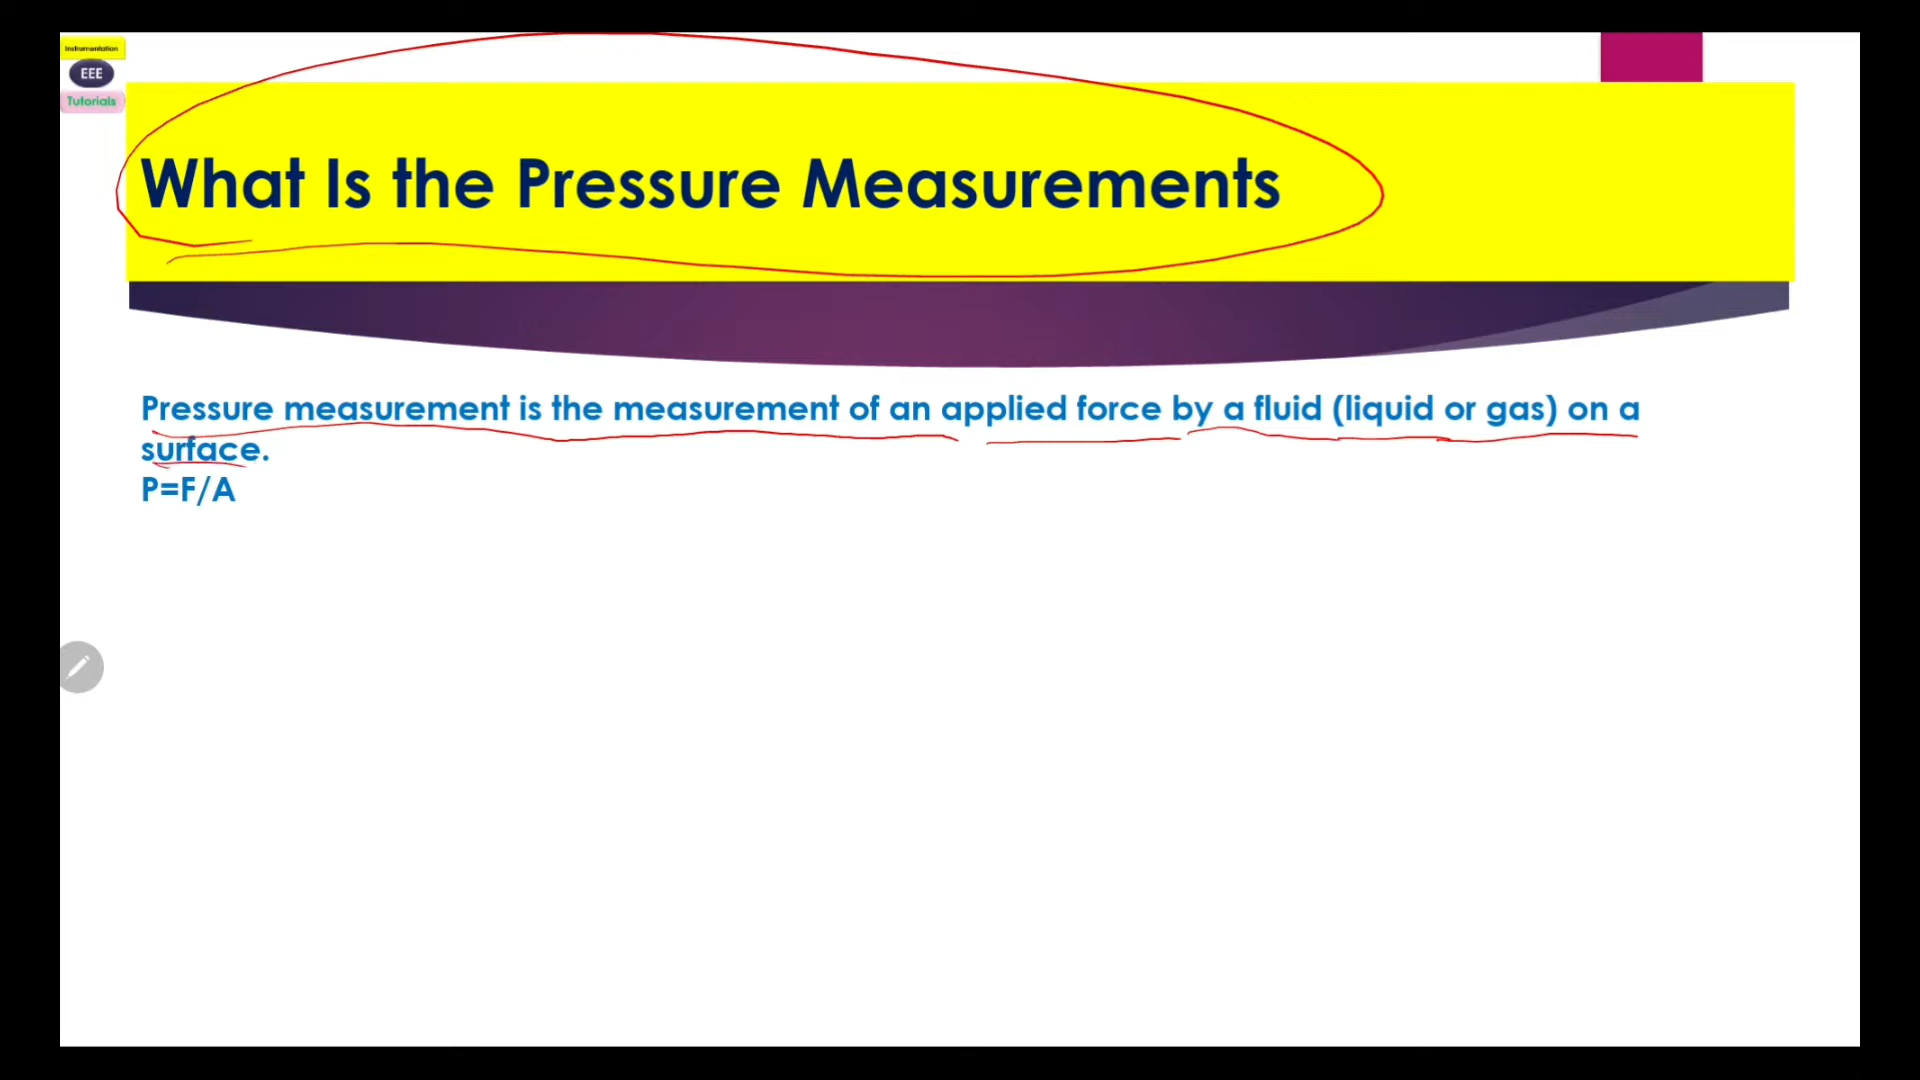 Instrumentation
EEE
Tutorials
What Is the Pressure Measurements
Pressure measurement is the measurement of an applied force by a fluid (liquid or gas) on a
surface.
P=F/A